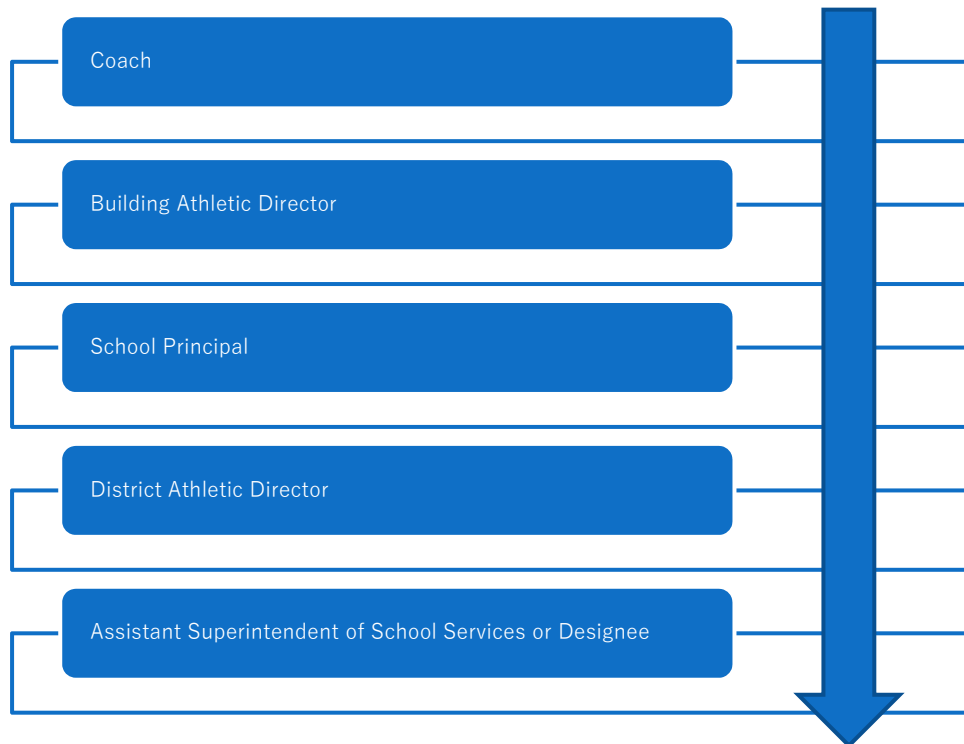 Coach
Building Athletic Director
School Principal
District Athletic Director
Assistant Superintendent of School Services or Designee